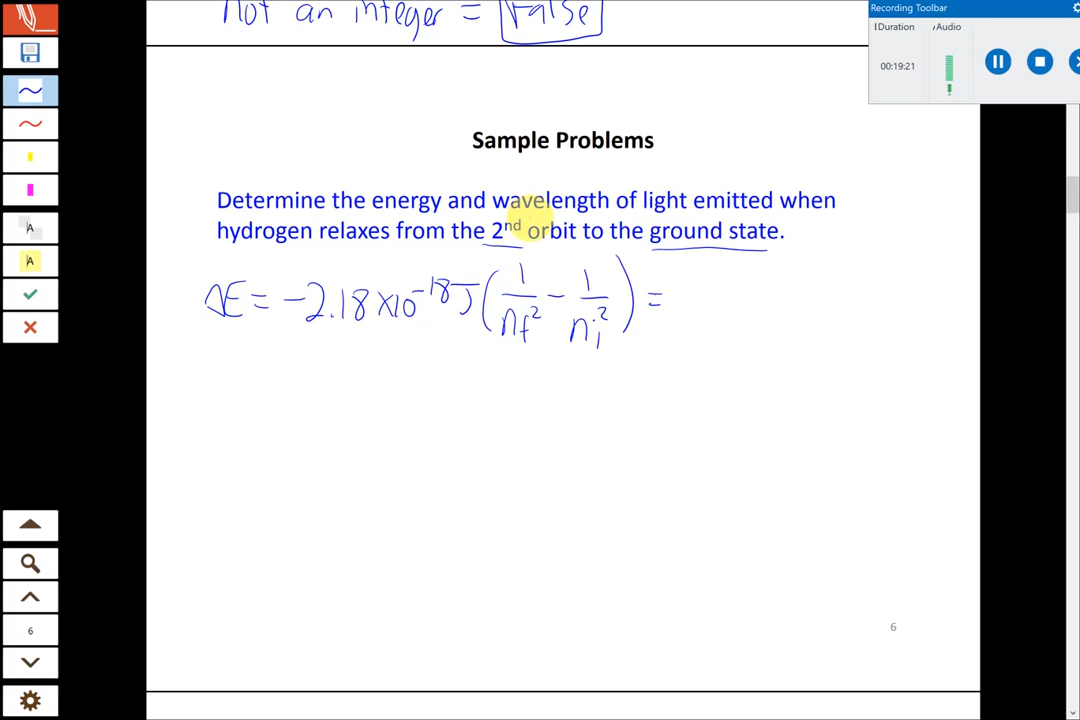 Not an integer = False
Recording Toolbar
Duration
Audio
00:19:21
Sample Problems
Determine the energy and wavelength of light emitted when
hydrogen relaxes from the 2nd orbit to the ground state.
ΔE = -2.18 x10^-18 J (1/nf^2 - 1/ni^2) =
A
A
6
6